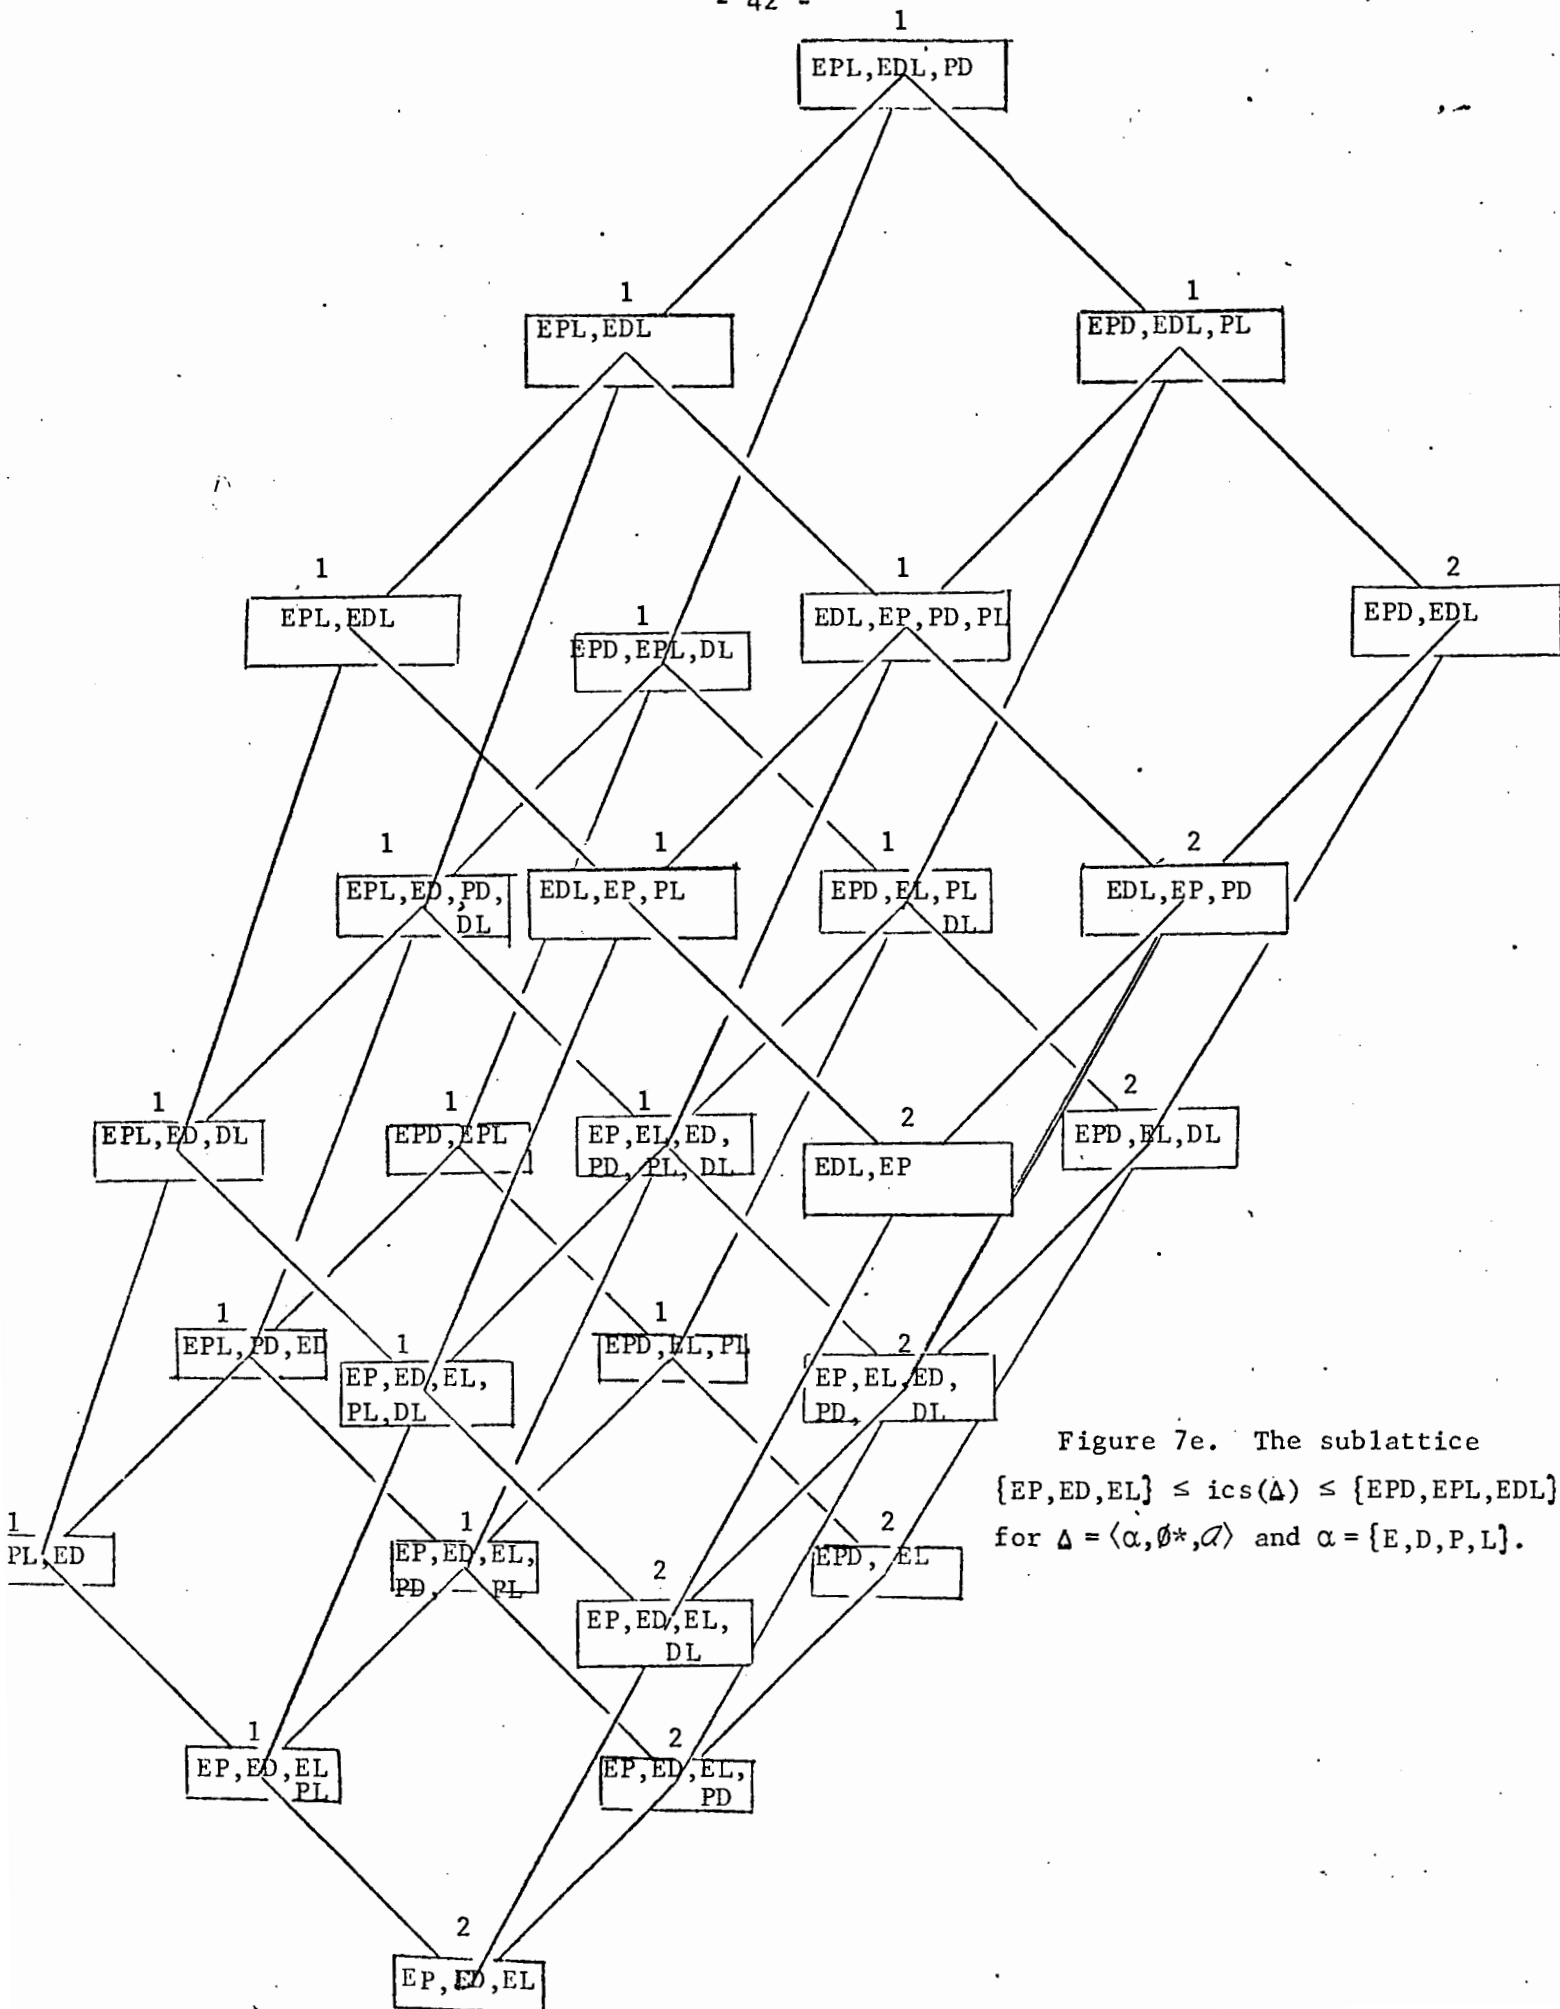 - 42 -
1
EPL,EDL,PD
1
EPL,EDL
1
EPD,EDL,PL
1
EPL,EDL
1
EPD,EPL,DL
1
EDL,EP,PD,PL
2
EPD,EDL
1
EPL,ED,PD,
DL
1
EDL,EP,PL
1
EPD,EL,PL
DL
2
EDL,EP,PD
1
EPL,ED,DL
1
EPD,EPL
1
EP,EL,ED,
PD, PL, DL
2
EDL,EP
2
EPD,EL,DL
1
EPL,PD,ED
1
EP,ED,EL,
PL,DL
1
EPD,EL,PL
2
EP,EL,ED,
PD, DL
Figure 7e. The sublattice
{EP,ED,EL} ≤ ics(Δ) ≤ {EPD,EPL,EDL}
for Δ = ⟨α,∅*,𝒶⟩ and α = {E,D,P,L}.
1
PL,ED
1
EP,ED,EL,
PD, PL
2
EP,ED,EL,
DL
2
EPD, EL
1
EP,ED,EL
PL
2
EP,ED,EL,
PD
2
EP,ED,EL